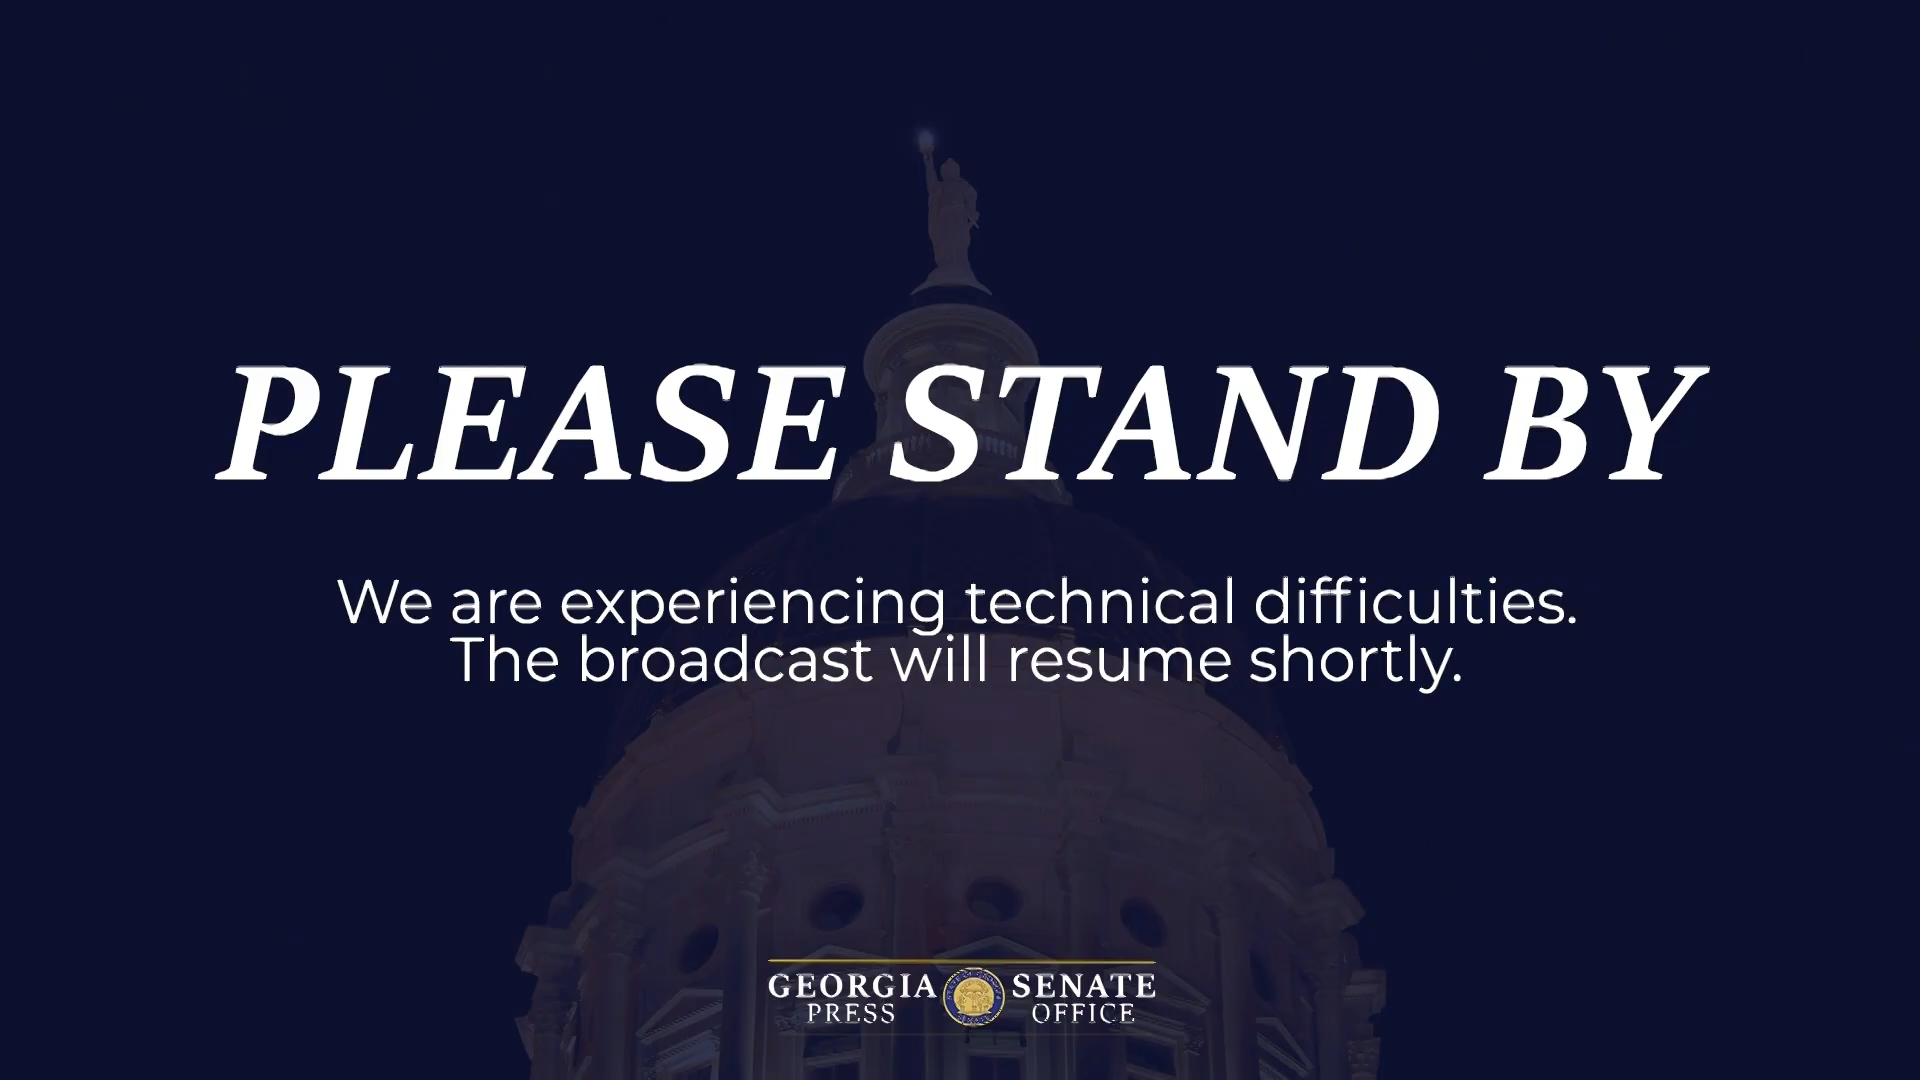 PLEASE STAND BY
We are experiencing technical difficulties.
The broadcast will resume shortly.
GEORGIA SENATE
PRESS OFFICE